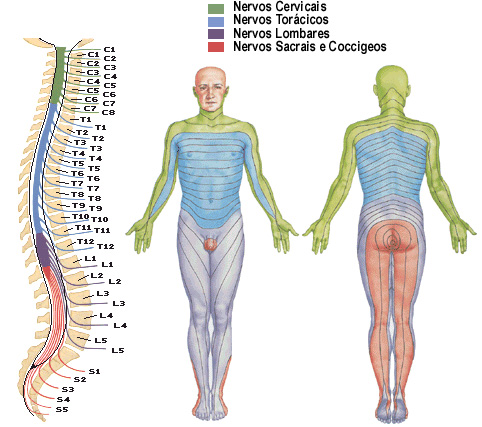 Nervos Cervicais
Nervos Torácicos
Nervos Lombares
Nervos Sacrais e Coccigeos
C1
C1
C2
C2
C3
C3
C4
C4
C5
C5
C6
C6
C7
C7
C8
T1
T1
T2
T2
T3
T3
T4
T4
T5
T5
T6
T6
T7
T7
T8
T8
T9
T9
T10
T10
T11
T11
T12
T12
L1
L1
L2
L2
L3
L3
L4
L4
L5
L5
S1
S2
S3
S4
S5